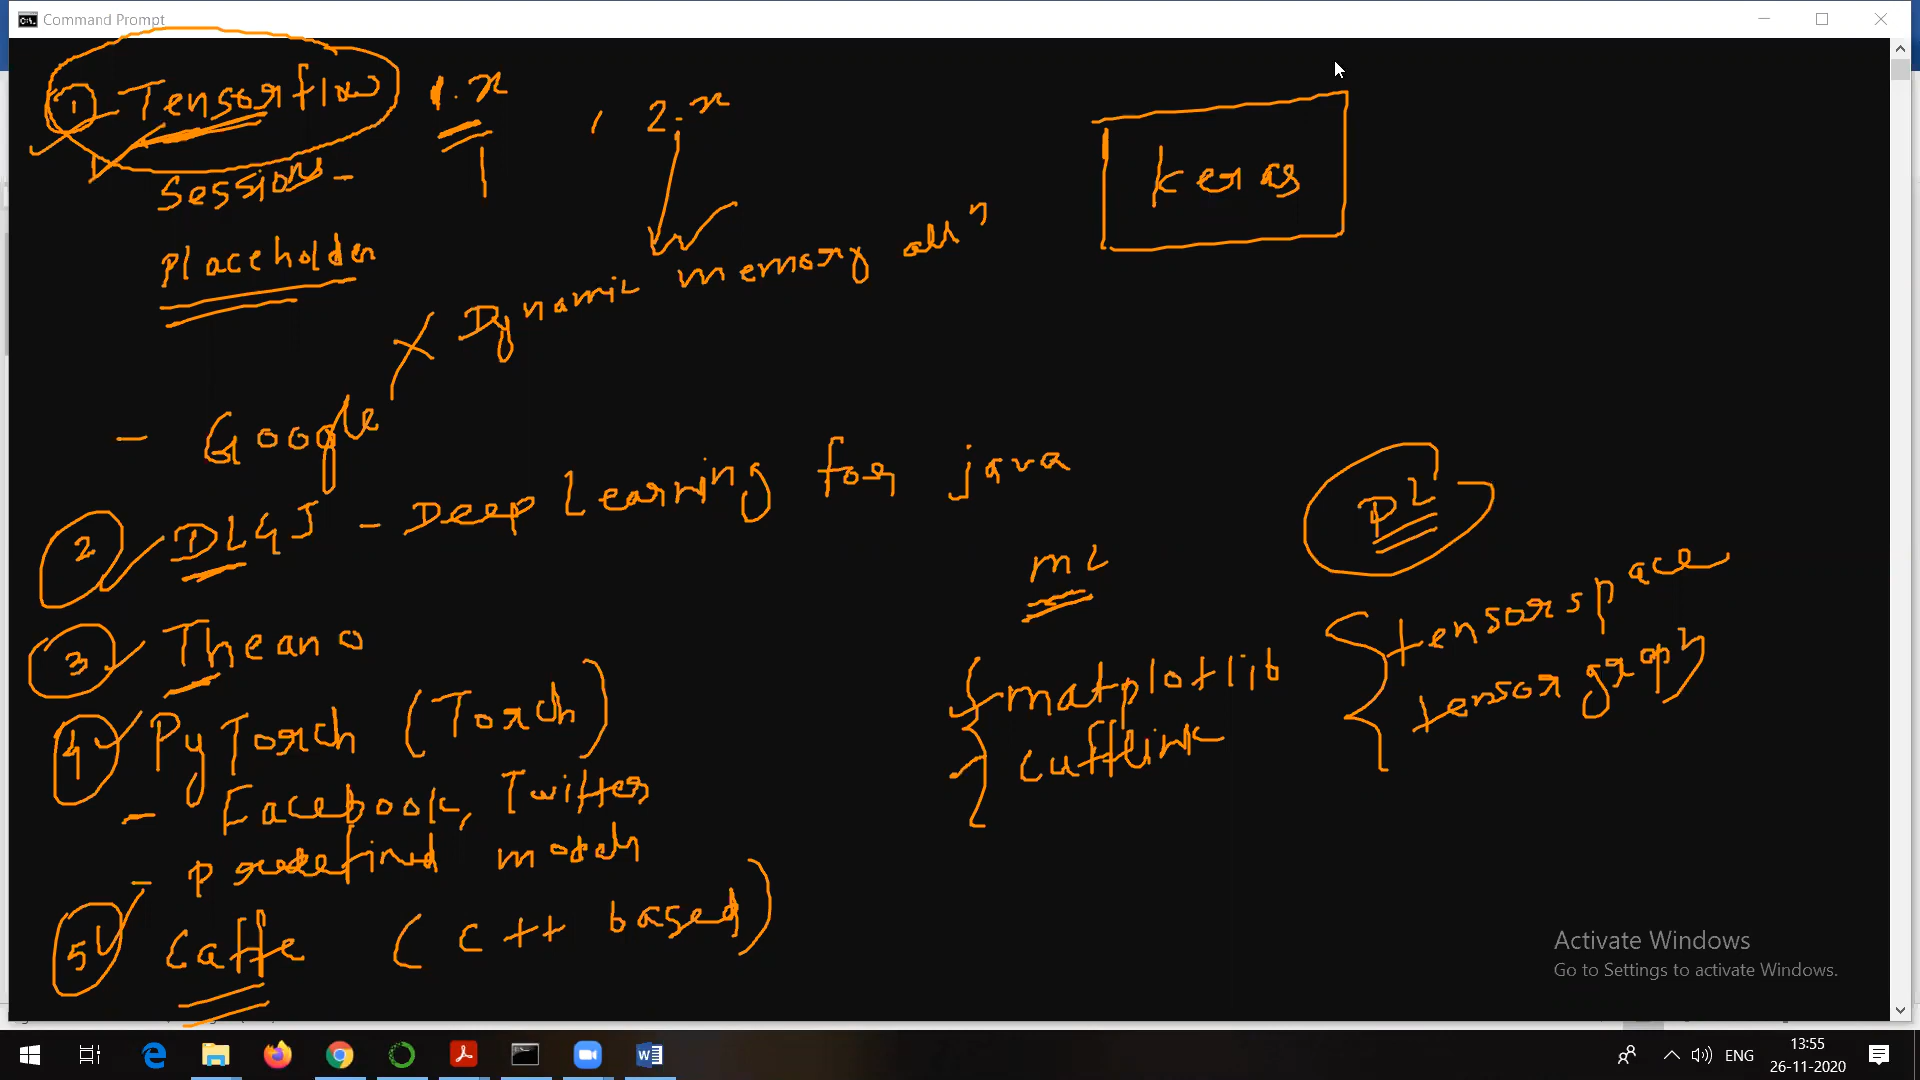 Command Prompt
1 - Tensorflow 1.x , 2.x
Sessions -
Placeholder
keras
Dynamic memory allⁿ
- Google
2 DL4J - Deep Learning for java
3 Theano
4 PyTorch (Torch)
- Facebook, Twitter
- predefined models
5 Caffe (C++ based)
ML
matplotlib
cufflink
DL
tensorspace
tensorgraph
Activate Windows
Go to Settings to activate Windows.
ENG
13:55
26-11-2020